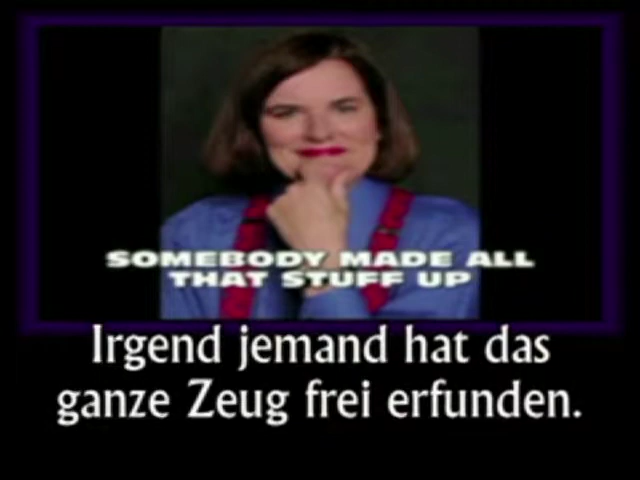 SOMEBODY MADE ALL
THAT STUFF UP
Irgend jemand hat das
ganze Zeug frei erfunden.